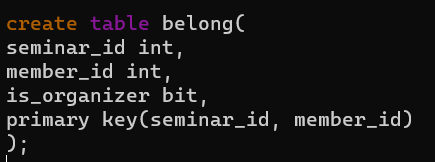 create table belong(
seminar_id int,
member_id int,
is_organizer bit,
primary key(seminar_id, member_id)
);